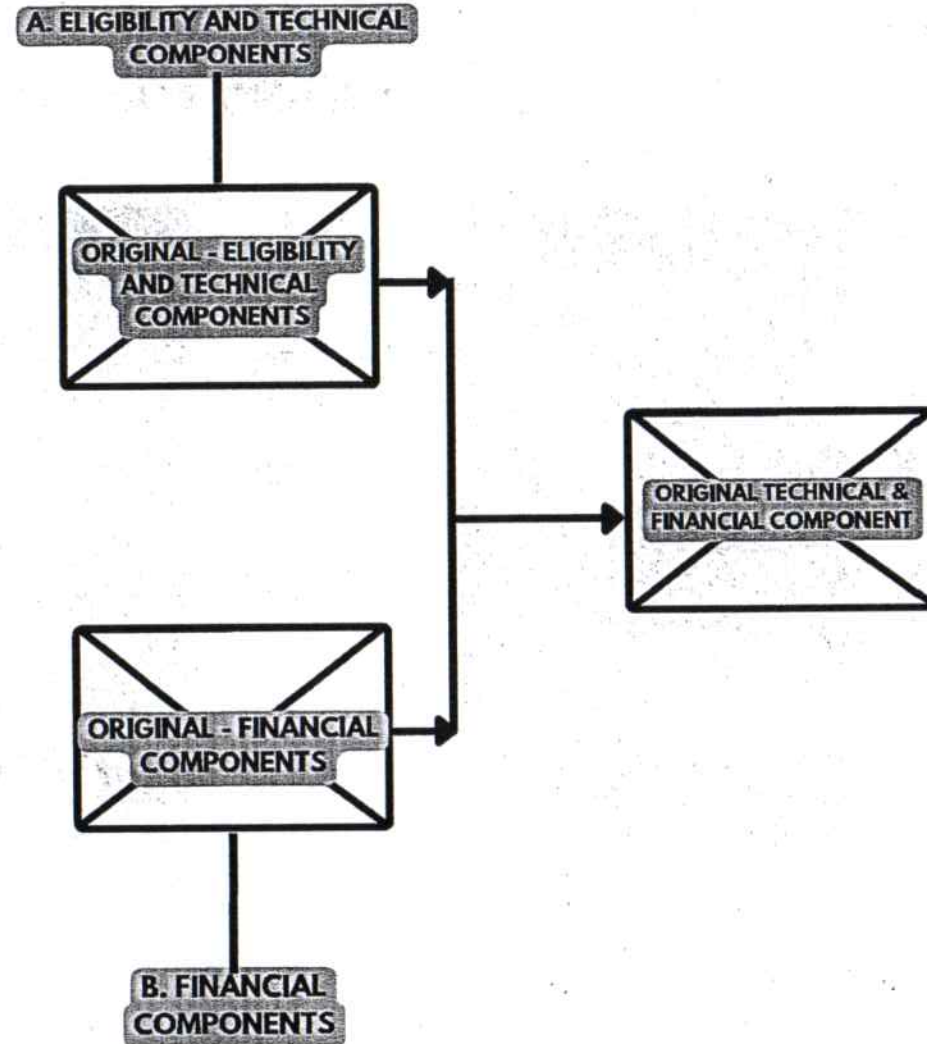 A. ELIGIBILITY AND TECHNICAL
COMPONENTS
ORIGINAL - ELIGIBILITY
AND TECHNICAL
COMPONENTS
ORIGINAL TECHNICAL &
FINANCIAL COMPONENT
ORIGINAL - FINANCIAL
COMPONENTS
B. FINANCIAL
COMPONENTS